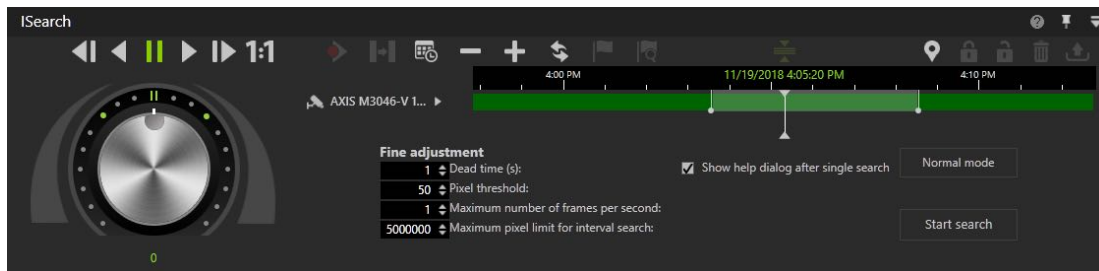 ISearch
1:1
4:00 PM 11/19/2018 4:05:20 PM 4:10 PM
AXIS M3046-V 1...
Fine adjustment
1 Dead time (s):
Show help dialog after single search
Normal mode
50 Pixel threshold:
1 Maximum number of frames per second:
5000000 Maximum pixel limit for interval search:
Start search
0